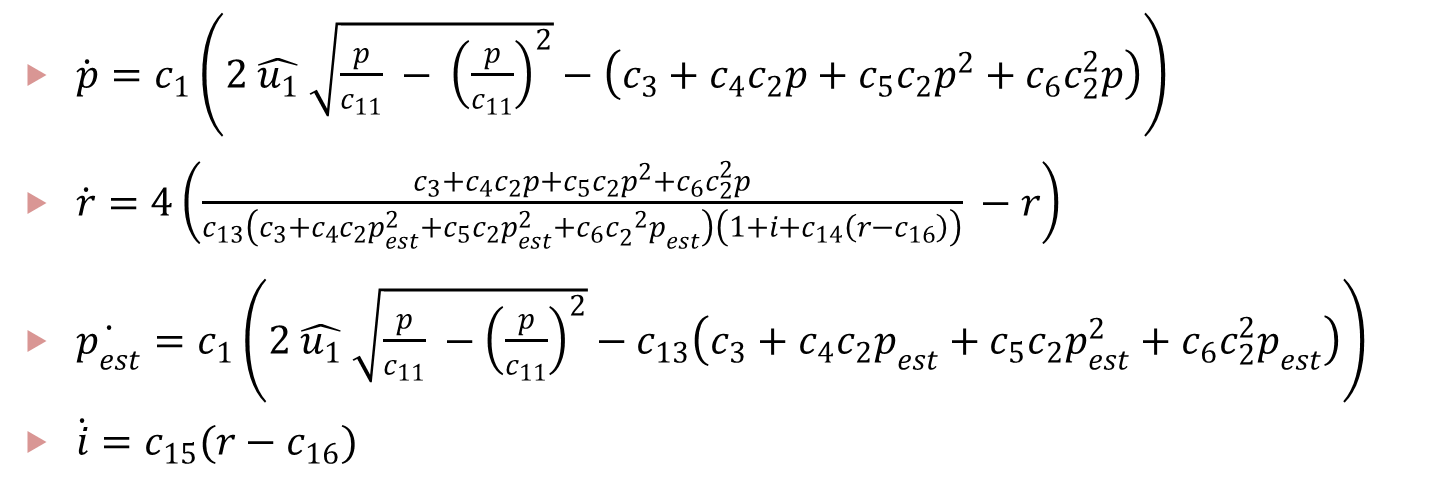 ▶ ṗ = c₁ ( 2 û₁ √( p/c₁₁ − (p/c₁₁)² ) − (c₃ + c₄c₂p + c₅c₂p² + c₆c₂²p) )
▶ ṙ = 4 ( (c₃+c₄c₂p+c₅c₂p²+c₆c₂²p) / (c₁₃(c₃+c₄c₂p²_est+c₅c₂p²_est+c₆c₂²p_est)(1+i+c₁₄(r−c₁₆))) − r )
▶ ṗ_est = c₁ ( 2 û₁ √( p/c₁₁ − (p/c₁₁)² ) − c₁₃(c₃ + c₄c₂p_est + c₅c₂p²_est + c₆c₂²p_est) )
▶ i̇ = c₁₅(r − c₁₆)